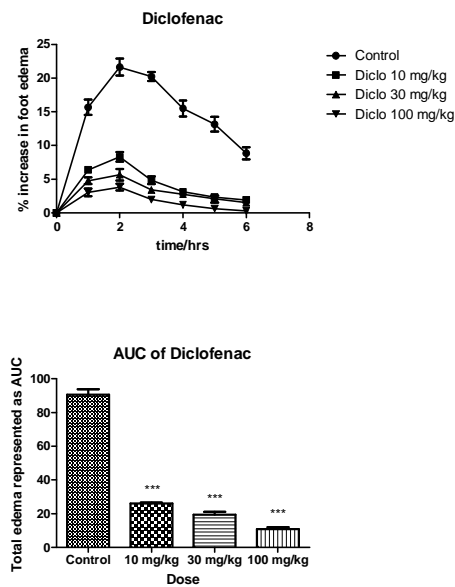 Diclofenac
% increase in foot edema
25
20
15
10
5
0
0 2 4 6 8
time/hrs
Control
Diclo 10 mg/kg
Diclo 30 mg/kg
Diclo 100 mg/kg
AUC of Diclofenac
Total edema represented as AUC
100
80
60
40
20
0
*** *** ***
Control 10 mg/kg 30 mg/kg 100 mg/kg
Dose